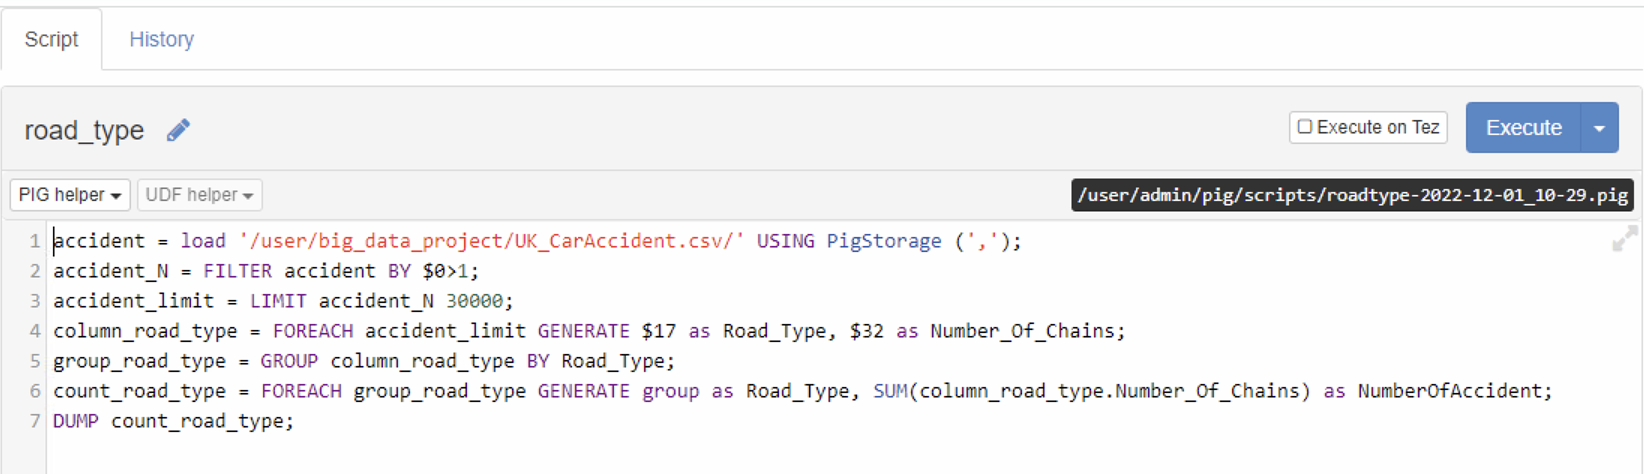 Script History
road_type Execute on Tez Execute
PIG helper UDF helper /user/admin/pig/scripts/roadtype-2022-12-01_10-29.pig
1 accident = load '/user/big_data_project/UK_CarAccident.csv/' USING PigStorage (',');
2 accident_N = FILTER accident BY $0>1;
3 accident_limit = LIMIT accident_N 30000;
4 column_road_type = FOREACH accident_limit GENERATE $17 as Road_Type, $32 as Number_Of_Chains;
5 group_road_type = GROUP column_road_type BY Road_Type;
6 count_road_type = FOREACH group_road_type GENERATE group as Road_Type, SUM(column_road_type.Number_Of_Chains) as NumberOfAccident;
7 DUMP count_road_type;